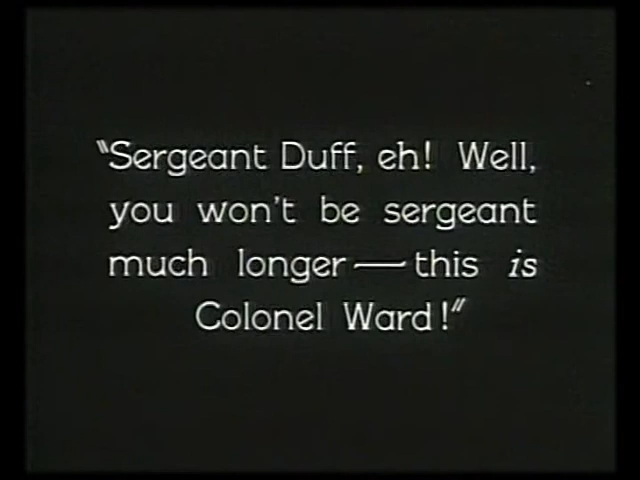 "Sergeant Duff, eh! Well,
you won't be sergeant
much longer — this is
Colonel Ward!"